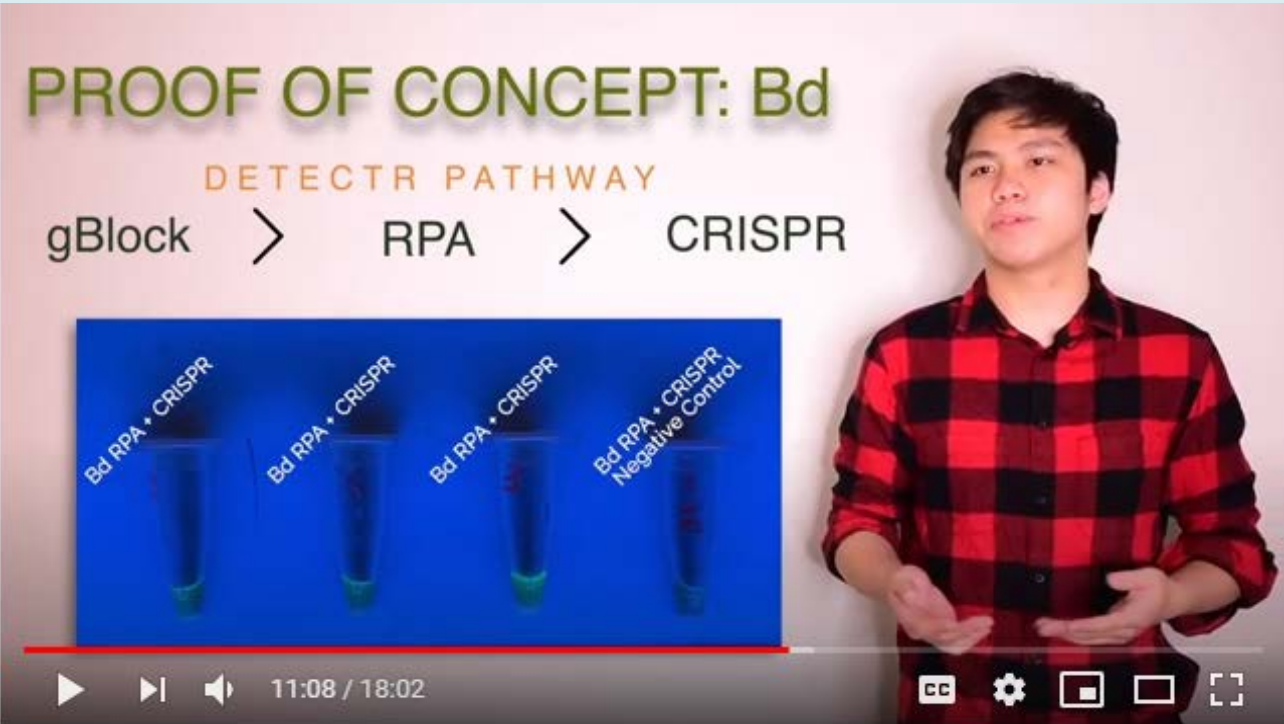 PROOF OF CONCEPT: Bd
DETECTR PATHWAY
gBlock > RPA > CRISPR
Bd RPA + CRISPR
Bd RPA + CRISPR
Bd RPA + CRISPR
Bd RPA + CRISPR
Negative Control
11:08 / 18:02
CC